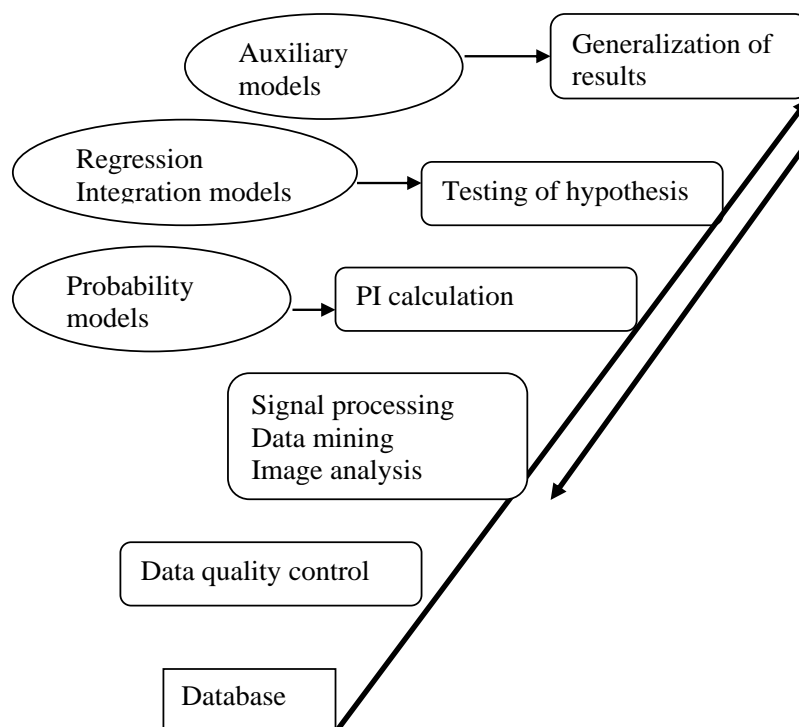 Auxiliary
models
Generalization of
results
Regression
Integration models
Testing of hypothesis
Probability
models
PI calculation
Signal processing
Data mining
Image analysis
Data quality control
Database